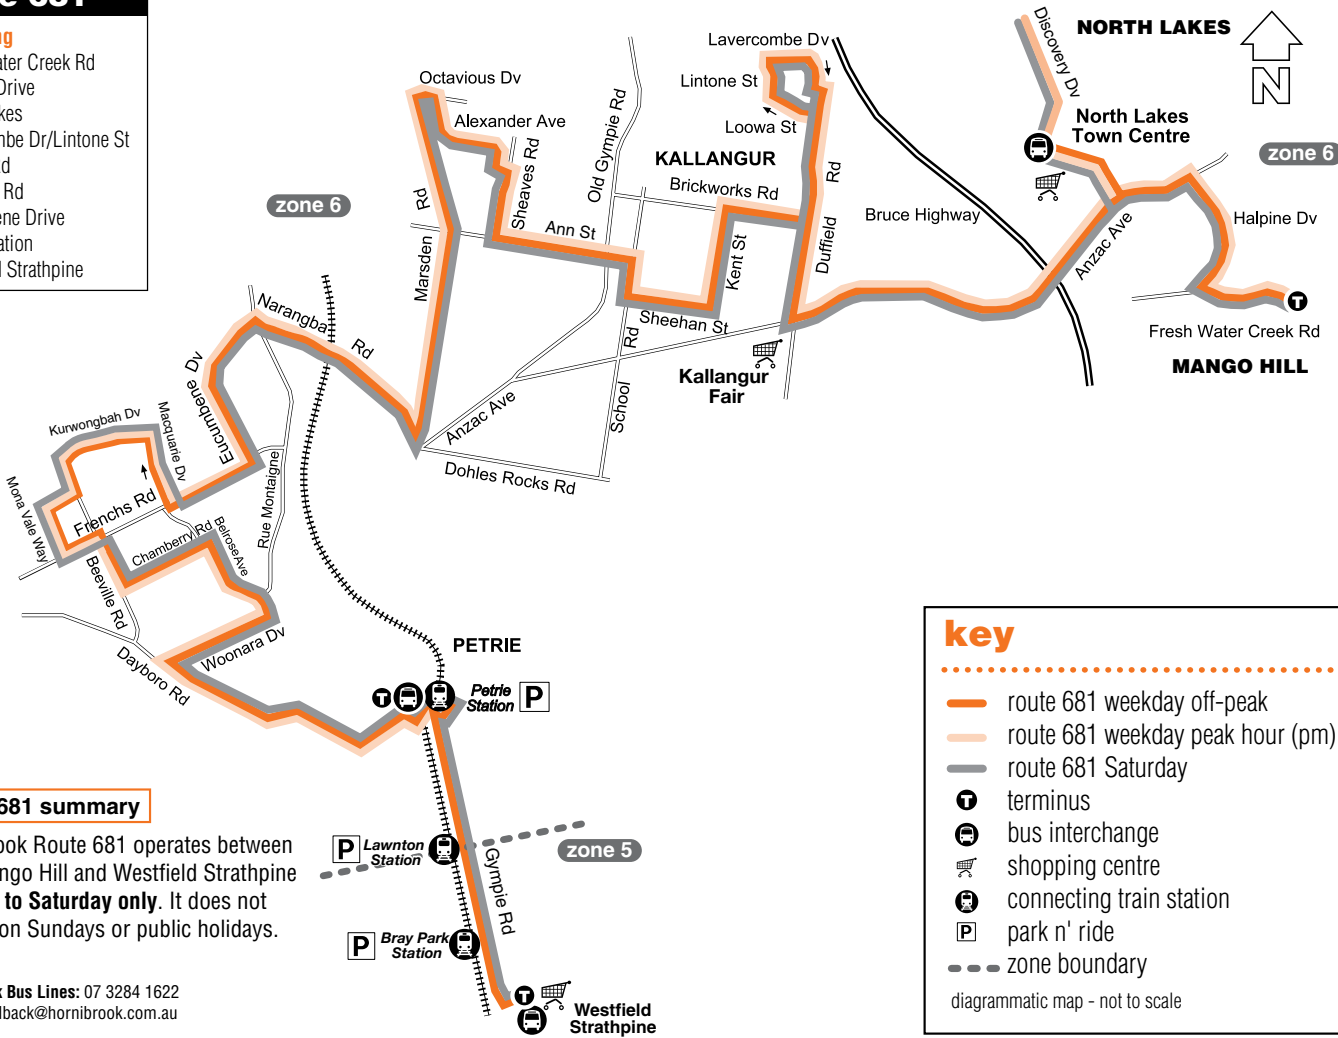 e 681
ng
ater Creek Rd
Drive
kes
mbe Dr/Lintone St
d
Rd
ene Drive
ation
d Strathpine
NORTH LAKES
N
Discovery Dv
North Lakes
Town Centre
zone 6
Lavercombe Dv
Lintone St
Loowa St
KALLANGUR
Brickworks Rd
Octavious Dv
Alexander Ave
Sheaves Rd
Old Gympie Rd
Duffield Rd
Bruce Highway
Anzac Ave
Halpine Dv
zone 6
Marsden Rd
Ann St
Kent St
Sheehan St
Fresh Water Creek Rd
MANGO HILL
Narangba Rd
Eucumbene Dv
School Rd
Kallangur
Fair
Anzac Ave
Dohles Rocks Rd
Kurwongbah Dv
Macquarie Dv
Mona Vale Way
Frenchs Rd
Rue Montaigne
Chamberry Rd
Belrose Ave
Beeville Rd
Woonara Dv
Dayboro Rd
PETRIE
T
Petrie
Station
P
681 summary
ook Route 681 operates between
ngo Hill and Westfield Strathpine
to Saturday only. It does not
on Sundays or public holidays.
k Bus Lines: 07 3284 1622
dback@hornibrook.com.au
P
Lawnton
Station
zone 5
Gympie Rd
P
Bray Park
Station
T
Westfield
Strathpine
T
key
route 681 weekday off-peak
route 681 weekday peak hour (pm)
route 681 Saturday
T terminus
bus interchange
shopping centre
connecting train station
P park n' ride
zone boundary
diagrammatic map - not to scale